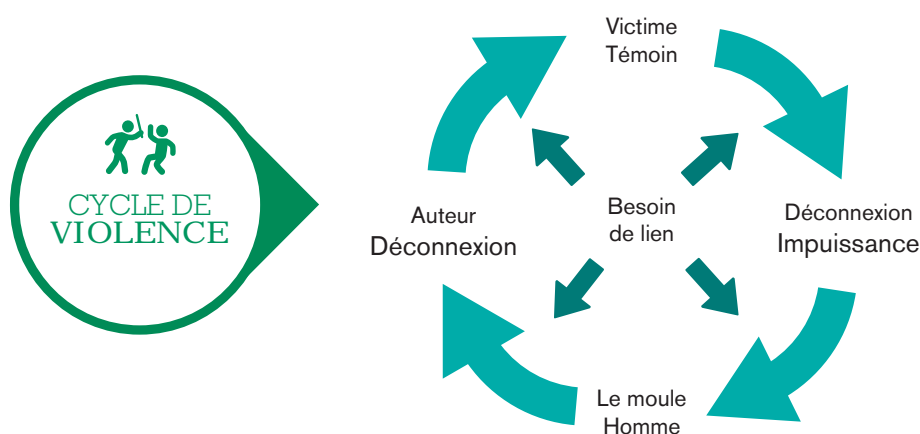 CYCLE DE
VIOLENCE
Victime
Témoin
Déconnexion
Impuissance
Le moule
Homme
Auteur
Déconnexion
Besoin
de lien